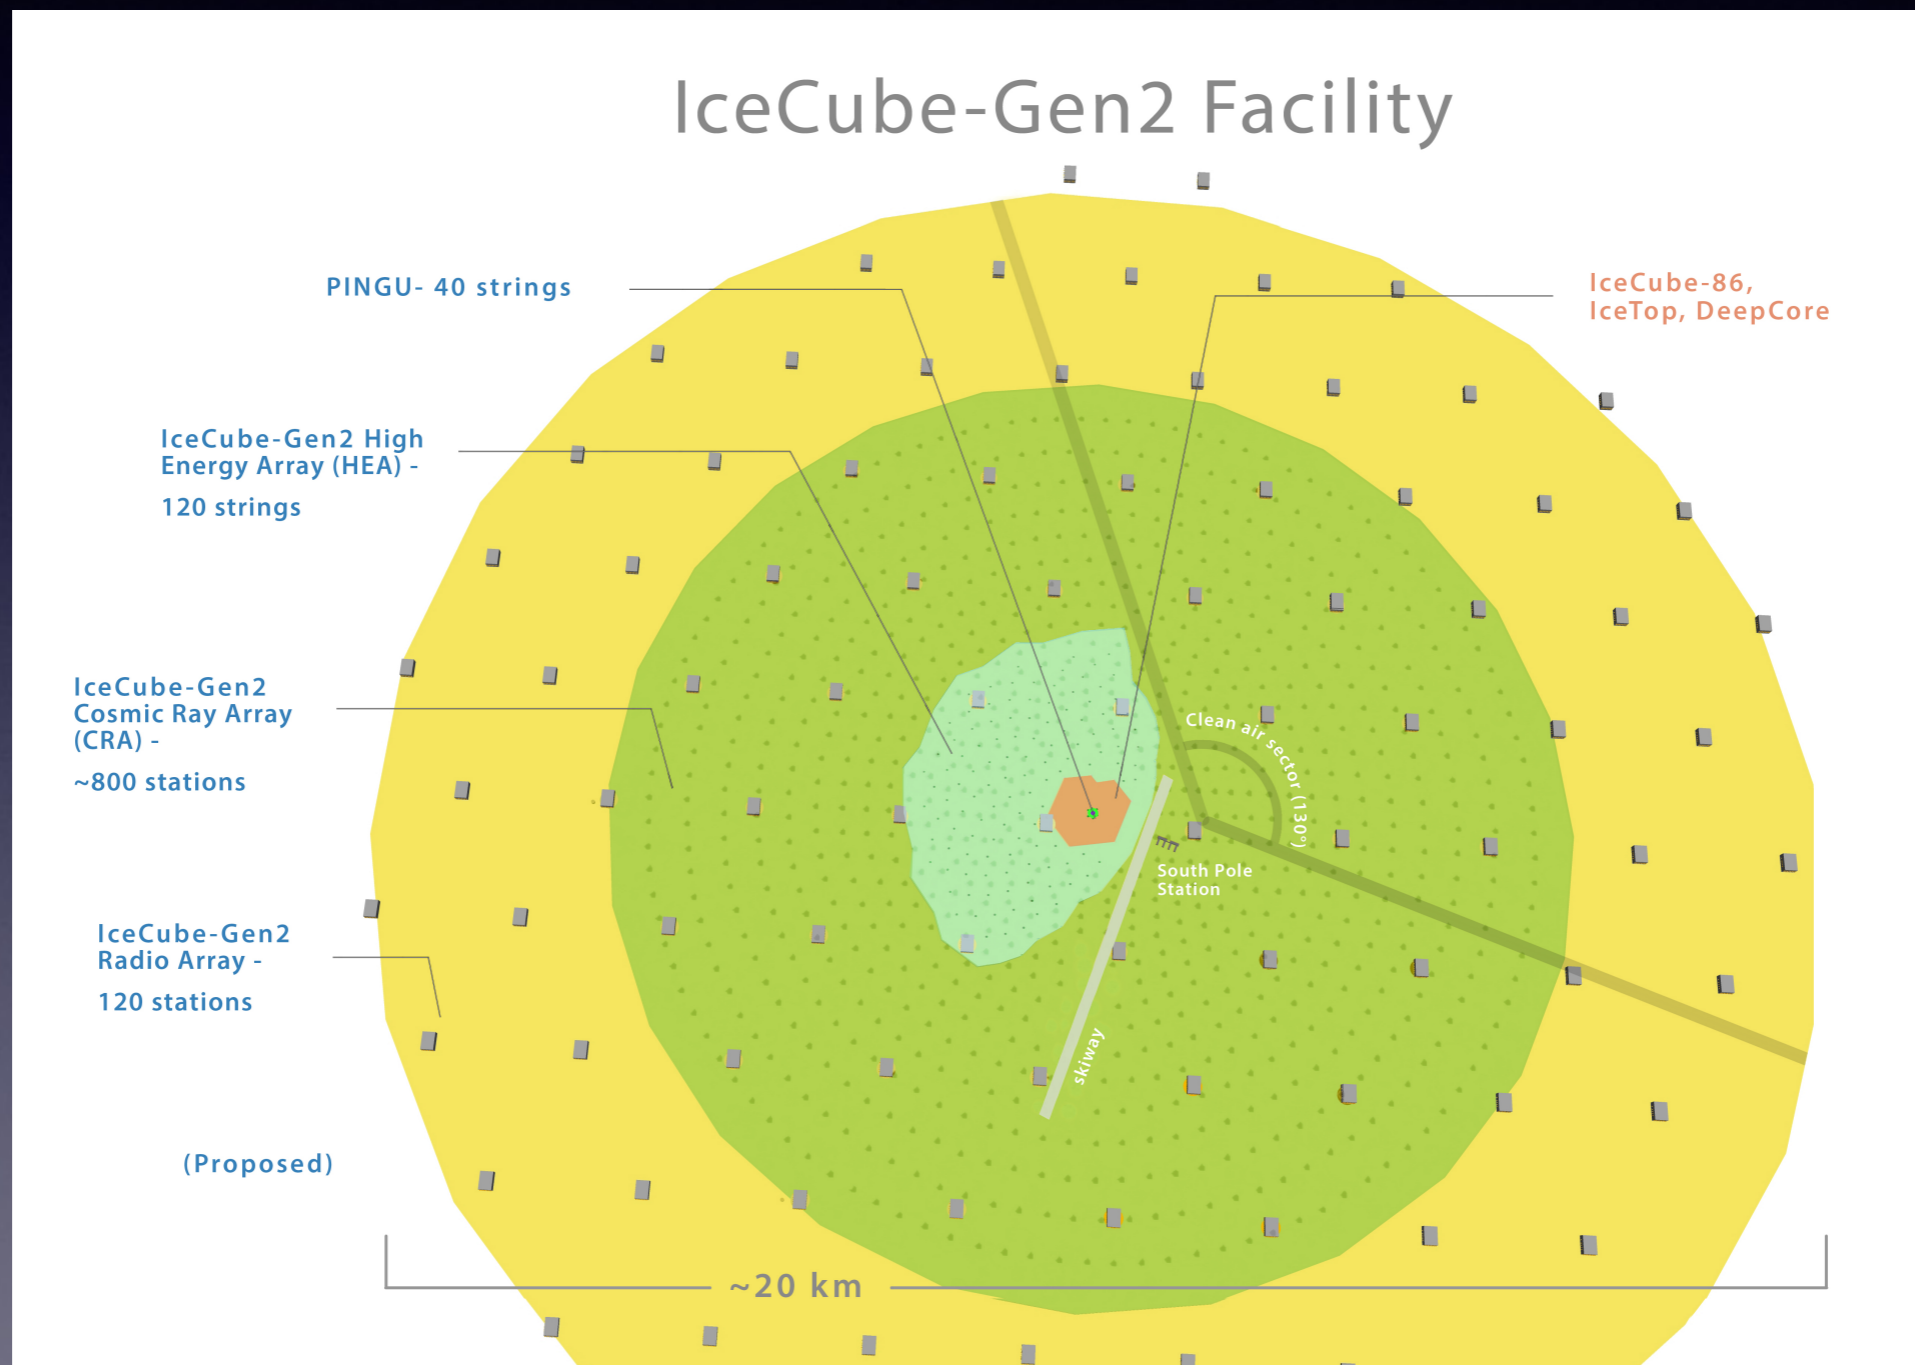 IceCube-Gen2 Facility
PINGU- 40 strings
IceCube-86,
IceTop, DeepCore
IceCube-Gen2 High
Energy Array (HEA) -
120 strings
IceCube-Gen2
Cosmic Ray Array
(CRA) -
~800 stations
Clean air sector (130°)
South Pole
Station
IceCube-Gen2
Radio Array -
120 stations
skiway
(Proposed)
~20 km